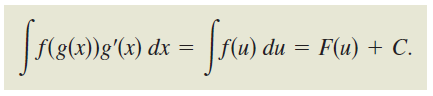 ∫f(g(x))g′(x) dx = ∫f(u) du = F(u) + C.